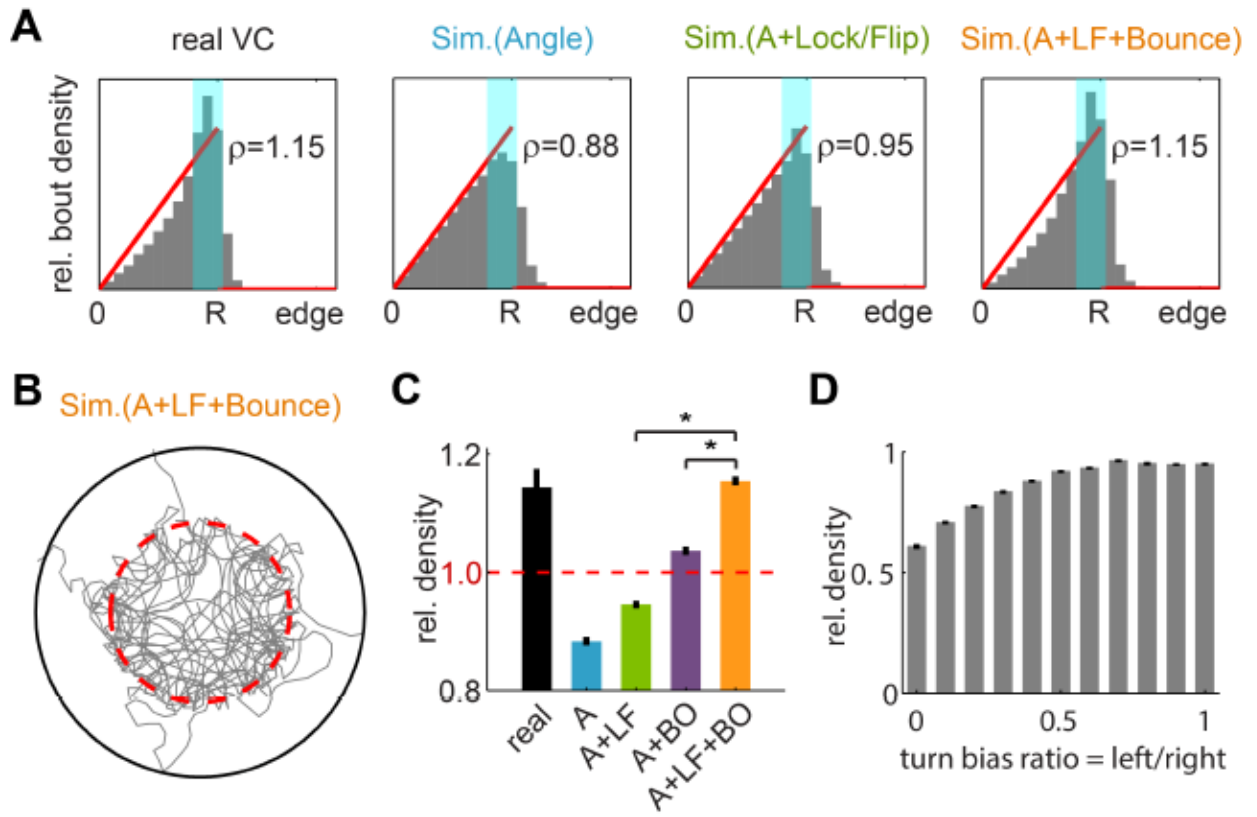 A
real VC
Sim.(Angle)
Sim.(A+Lock/Flip)
Sim.(A+LF+Bounce)
rel. bout density
ρ=1.15
ρ=0.88
ρ=0.95
ρ=1.15
0 R edge
0 R edge
0 R edge
0 R edge
B
Sim.(A+LF+Bounce)
C
* 
*
rel. density
1.2
1.0
0.8
real
A
A+LF
A+BO
A+LF+BO
D
rel. density
1
0.5
0
0 0.5 1
turn bias ratio = left/right